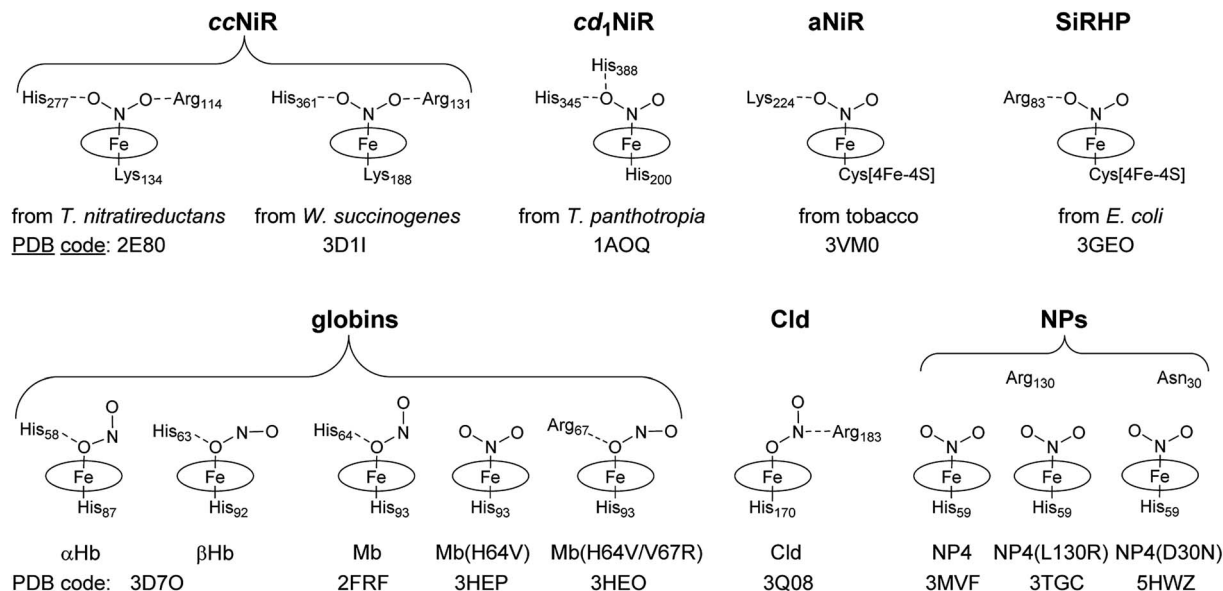 ccNiR cd₁NiR aNiR SiRHP
His₃₈₈
His₂₇₇ O O Arg₁₁₄ His₃₆₁ O O Arg₁₃₁ His₃₄₅ O O Lys₂₂₄ O O Arg₈₃ O O
N N N N N
Fe Fe Fe Fe Fe
Lys₁₃₄ Lys₁₈₈ His₂₀₀ Cys[4Fe-4S] Cys[4Fe-4S]
from T. nitratireductans from W. succinogenes from T. panthotropia from tobacco from E. coli
PDB code: 2E80 3D1I 1AOQ 3VM0 3GEO
globins Cld NPs
Arg₁₃₀ Asn₃₀
O O O
His₅₈ N His₆₃ N O His₆₄ N O O Arg₆₇ N O N Arg₁₈₃ O O O O O O
O O O N O O N N N
Fe Fe Fe Fe Fe Fe Fe Fe Fe
His₈₇ His₉₂ His₉₃ His₉₃ His₉₃ His₁₇₀ His₅₉ His₅₉ His₅₉
αHb βHb Mb Mb(H64V) Mb(H64V/V67R) Cld NP4 NP4(L130R) NP4(D30N)
PDB code: 3D7O 2FRF 3HEP 3HEO 3Q08 3MVF 3TGC 5HWZ